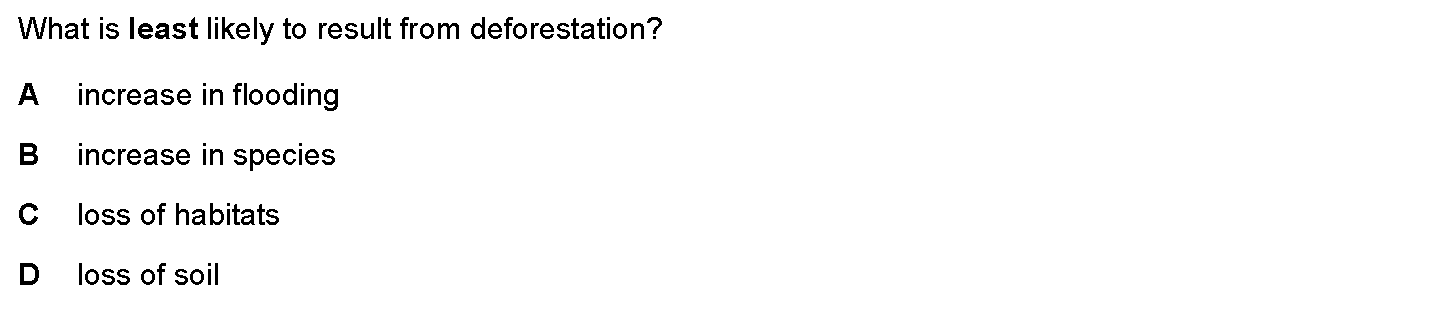 What is least likely to result from deforestation?
A increase in flooding
B increase in species
C loss of habitats
D loss of soil